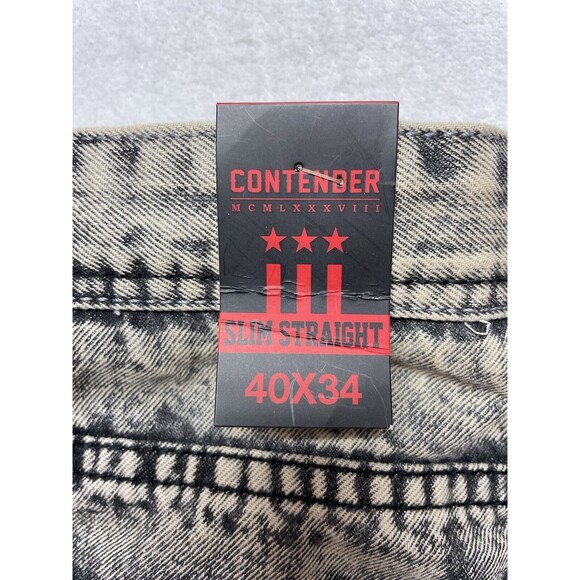 CONTENDER
MCMLXXXVIII
SLIM STRAIGHT
40X34